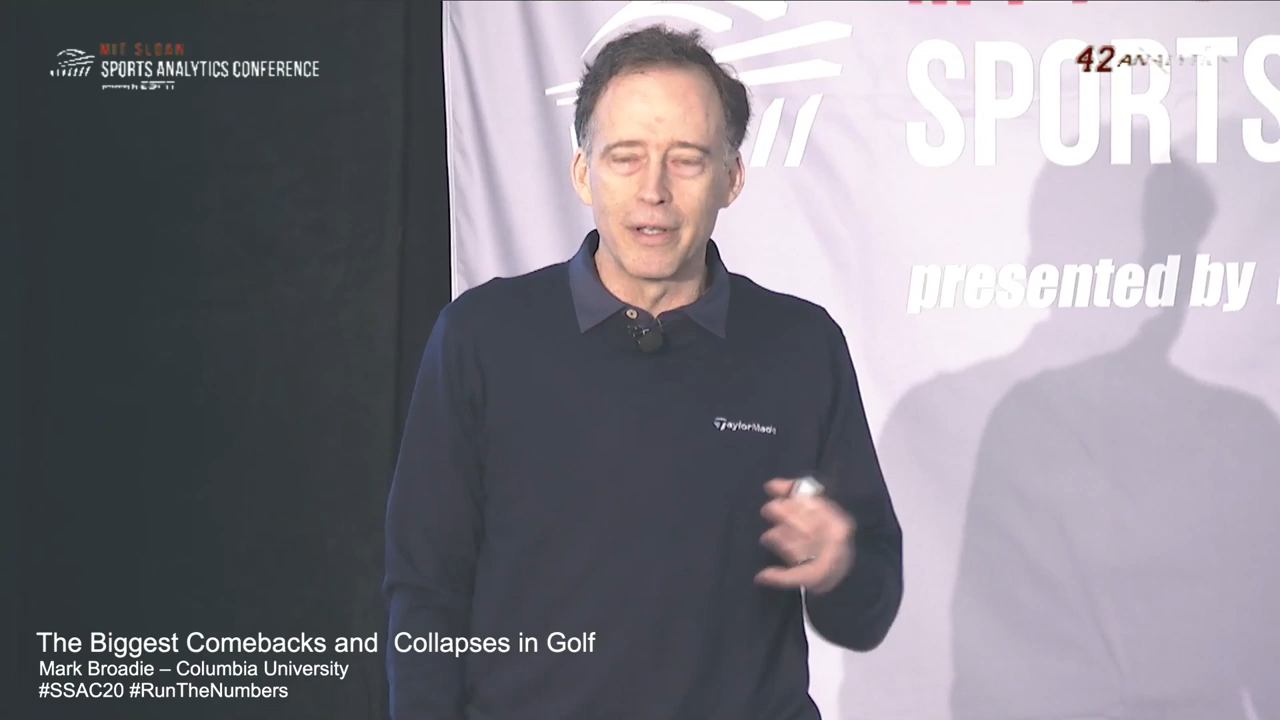 MIT SLOAN
SPORTS ANALYTICS CONFERENCE
42 ANALYTICS
SPORTS
presented by
TaylorMade
The Biggest Comebacks and Collapses in Golf
Mark Broadie – Columbia University
#SSAC20 #RunTheNumbers